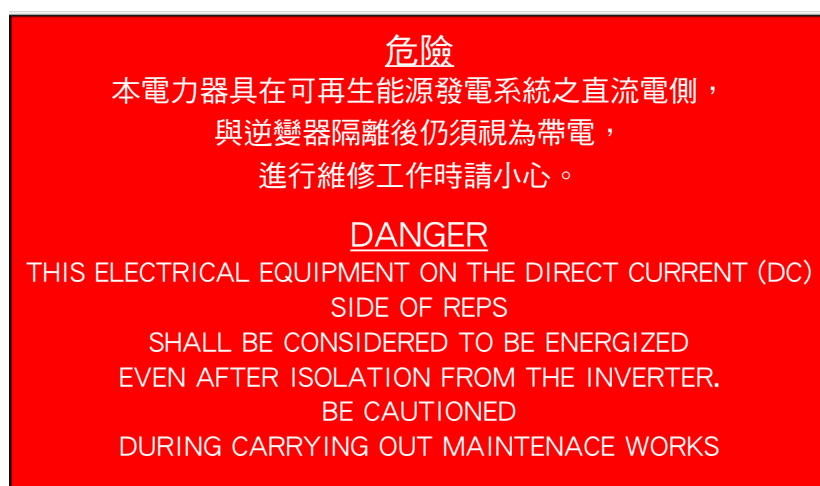 危險
本電力器具在可再生能源發電系統之直流電側，
與逆變器隔離後仍須視為帶電，
進行維修工作時請小心。
DANGER
THIS ELECTRICAL EQUIPMENT ON THE DIRECT CURRENT (DC)
SIDE OF REPS
SHALL BE CONSIDERED TO BE ENERGIZED
EVEN AFTER ISOLATION FROM THE INVERTER.
BE CAUTIONED
DURING CARRYING OUT MAINTENACE WORKS